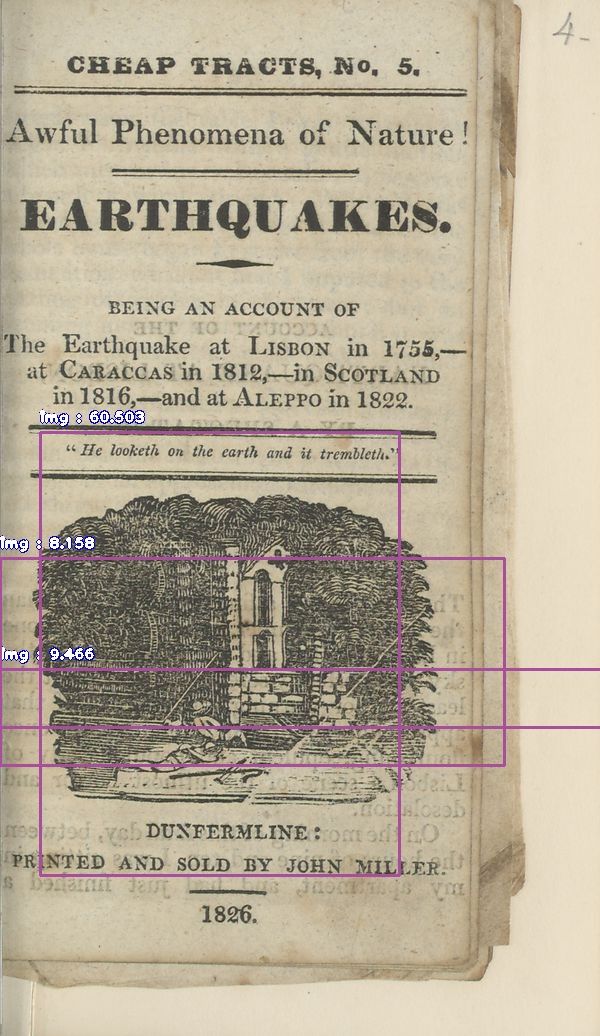 4-
CHEAP TRACTS, No. 5.
Awful Phenomena of Nature!
EARTHQUAKES.
BEING AN ACCOUNT OF
The Earthquake at LISBON in 1755,—
at CARACCAS in 1812,—in SCOTLAND
in 1816,—and at ALEPPO in 1822.
img : 60.503
"He looketh on the earth and it trembleth."
img : 8.158
img : 9.466
DUNFERMLINE:
PRINTED AND SOLD BY JOHN MILLER.
1826.